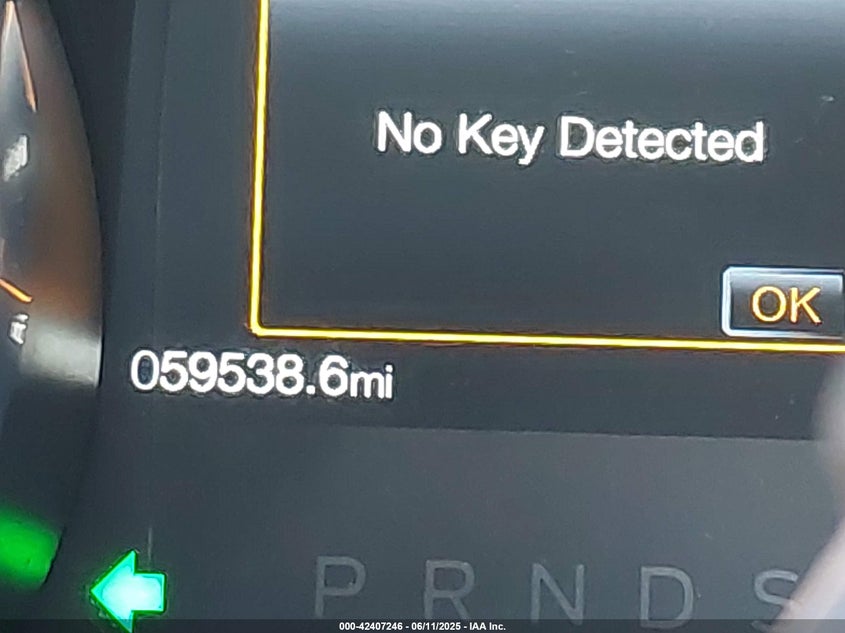 No Key Detected
OK
059538.6mi
P R N D S
000-42407246 - 06/11/2025 - IAA Inc.